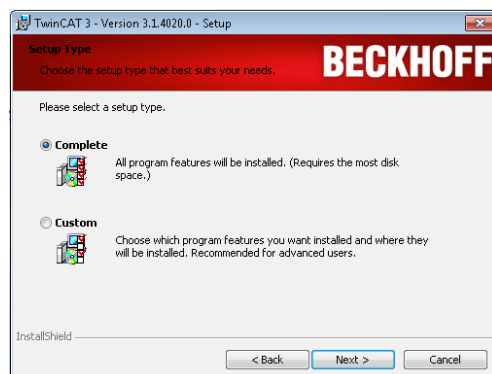 TwinCAT 3 - Version 3.1.4020.0 - Setup
Setup Type
Choose the setup type that best suits your needs.
BECKHOFF
Please select a setup type.
Complete
All program features will be installed. (Requires the most disk
space.)
Custom
Choose which program features you want installed and where they
will be installed. Recommended for advanced users.
InstallShield
< Back
Next >
Cancel